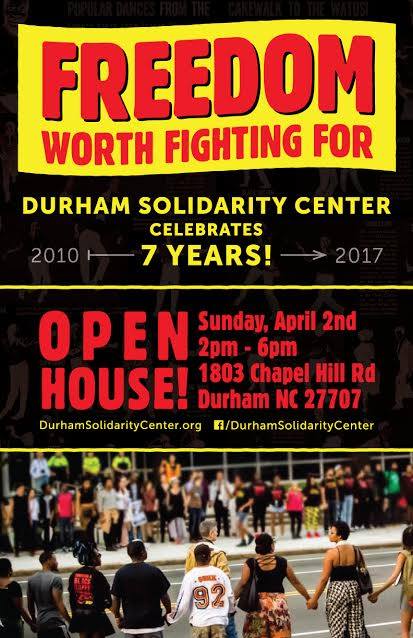 POPULAR DANCES FROM THE CAKEWALK TO THE WATUSI
FREEDOM
WORTH FIGHTING FOR
DURHAM SOLIDARITY CENTER
CELEBRATES
2010 7 YEARS! 2017
OPEN
HOUSE!
Sunday, April 2nd
2pm - 6pm
1803 Chapel Hill Rd
Durham NC 27707
DurhamSolidarityCenter.org f/DurhamSolidarityCenter
92